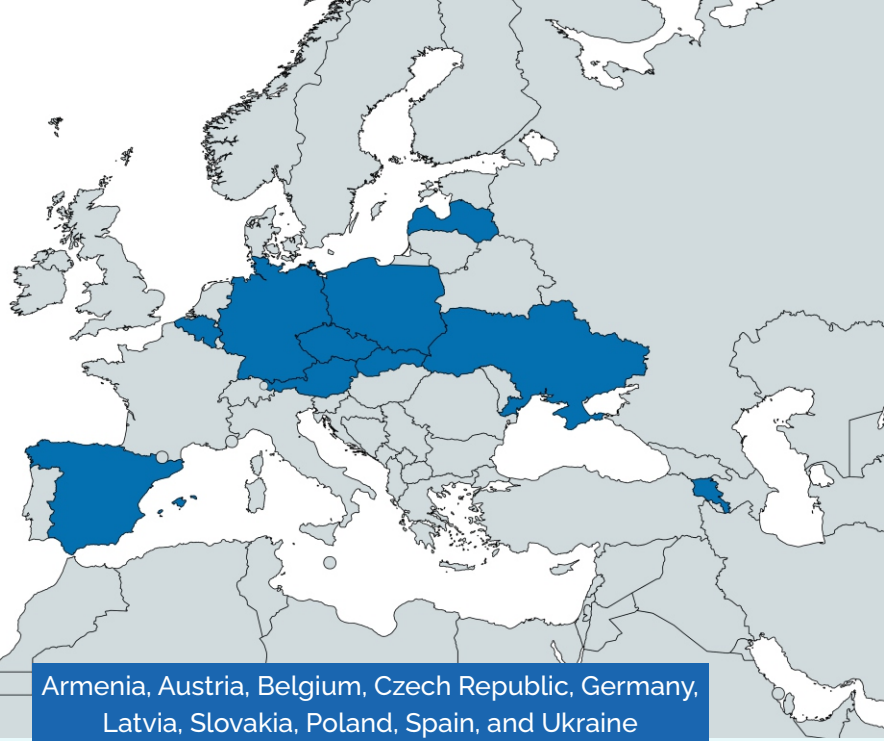 Armenia, Austria, Belgium, Czech Republic, Germany,
Latvia, Slovakia, Poland, Spain, and Ukraine